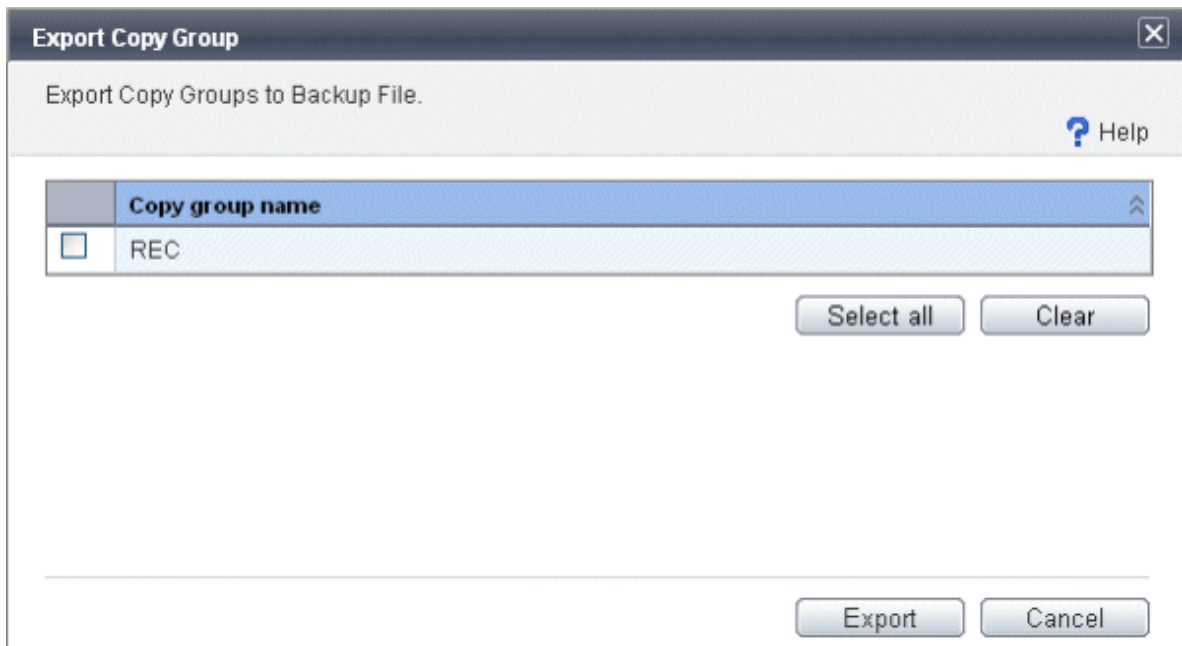 Export Copy Group
Export Copy Groups to Backup File.
? Help
Copy group name
REC
Select all Clear
Export Cancel